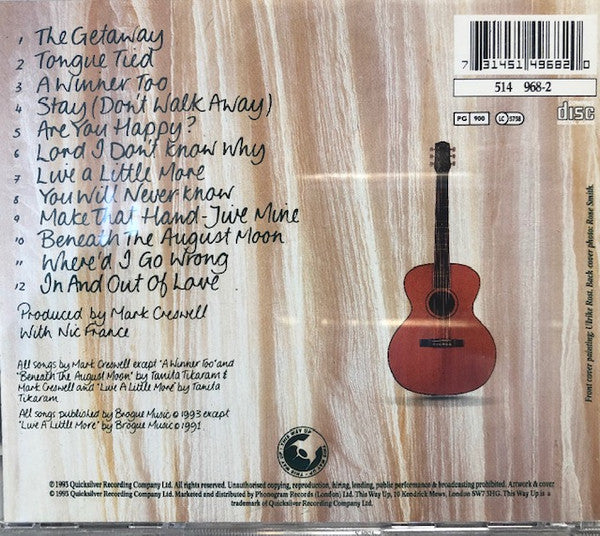 1 The Getaway
2 Tongue Tied
3 A Winner Too
4 Stay (Don't Walk Away)
5 Are You Happy?
6 Lord I Don't Know Why
7 Live a Little More
8 You Will Never Know
9 Make That Hand-Jive Mine
10 Beneath The August Moon
11 Where'd I Go Wrong
12 In And Out Of Love
Produced by Mark Creswell
With Nic France
All songs by Mark Creswell except "A Winner Too" and
"Beneath The August Moon" by Tanita Tikaram &
Mark Creswell and "Live A Little More" by Tanita
Tikaram
All songs published by Brogue Music © 1993 except
"Live A Little More" by Brogue Music © 1991
7 31451 49682 0
514 968-2
PG 900
LC 5758
disc
Front cover painting: Ulrike Rost. Back cover photo: Rose Smith.
THIS WAY UP
℗ 1993 Quicksilver Recording Company Ltd. All rights reserved. Unauthorised copying, reproduction, hiring, lending, public performance & broadcasting prohibited. Artwork & cover
© 1993 Quicksilver Recording Company Ltd. Marketed and distributed by Phonogram Records (London) Ltd. This Way Up, 10 Kendrick Mews, London SW7 3HG. This Way Up is a
trademark of Quicksilver Recording Company Ltd.